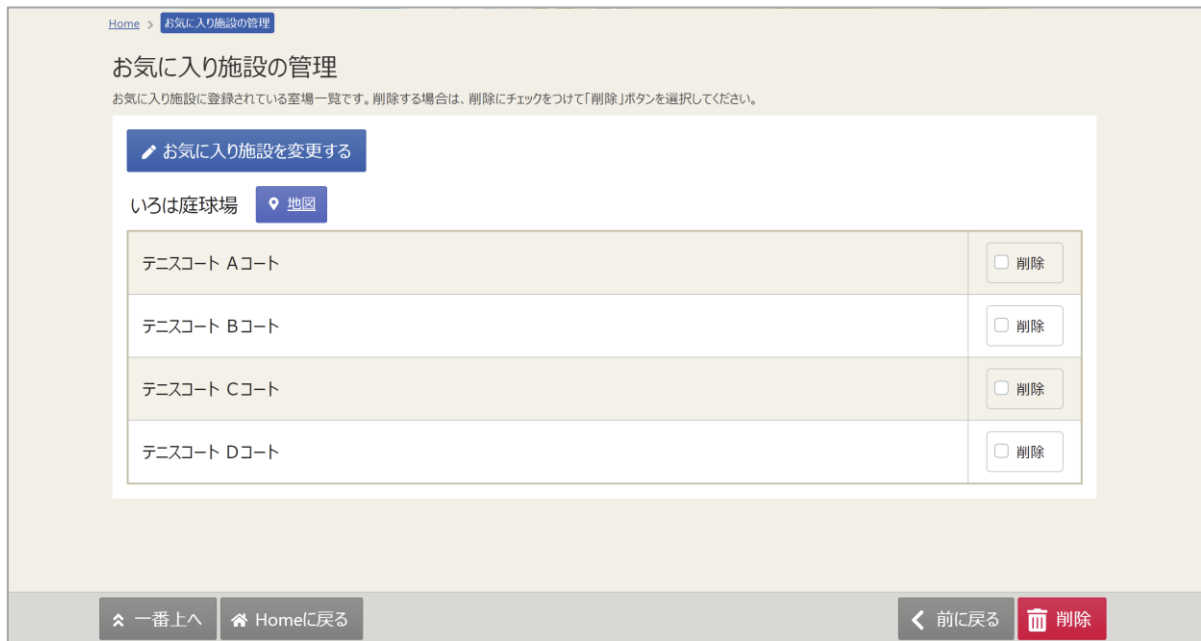 Home > お気に入り施設の管理
お気に入り施設の管理
お気に入り施設に登録されている室場一覧です。削除する場合は、削除にチェックをつけて「削除」ボタンを選択してください。
お気に入り施設を変更する
いろは庭球場 地図
テニスコート Aコート 削除
テニスコート Bコート 削除
テニスコート Cコート 削除
テニスコート Dコート 削除
一番上へ Homeに戻る 前に戻る 削除